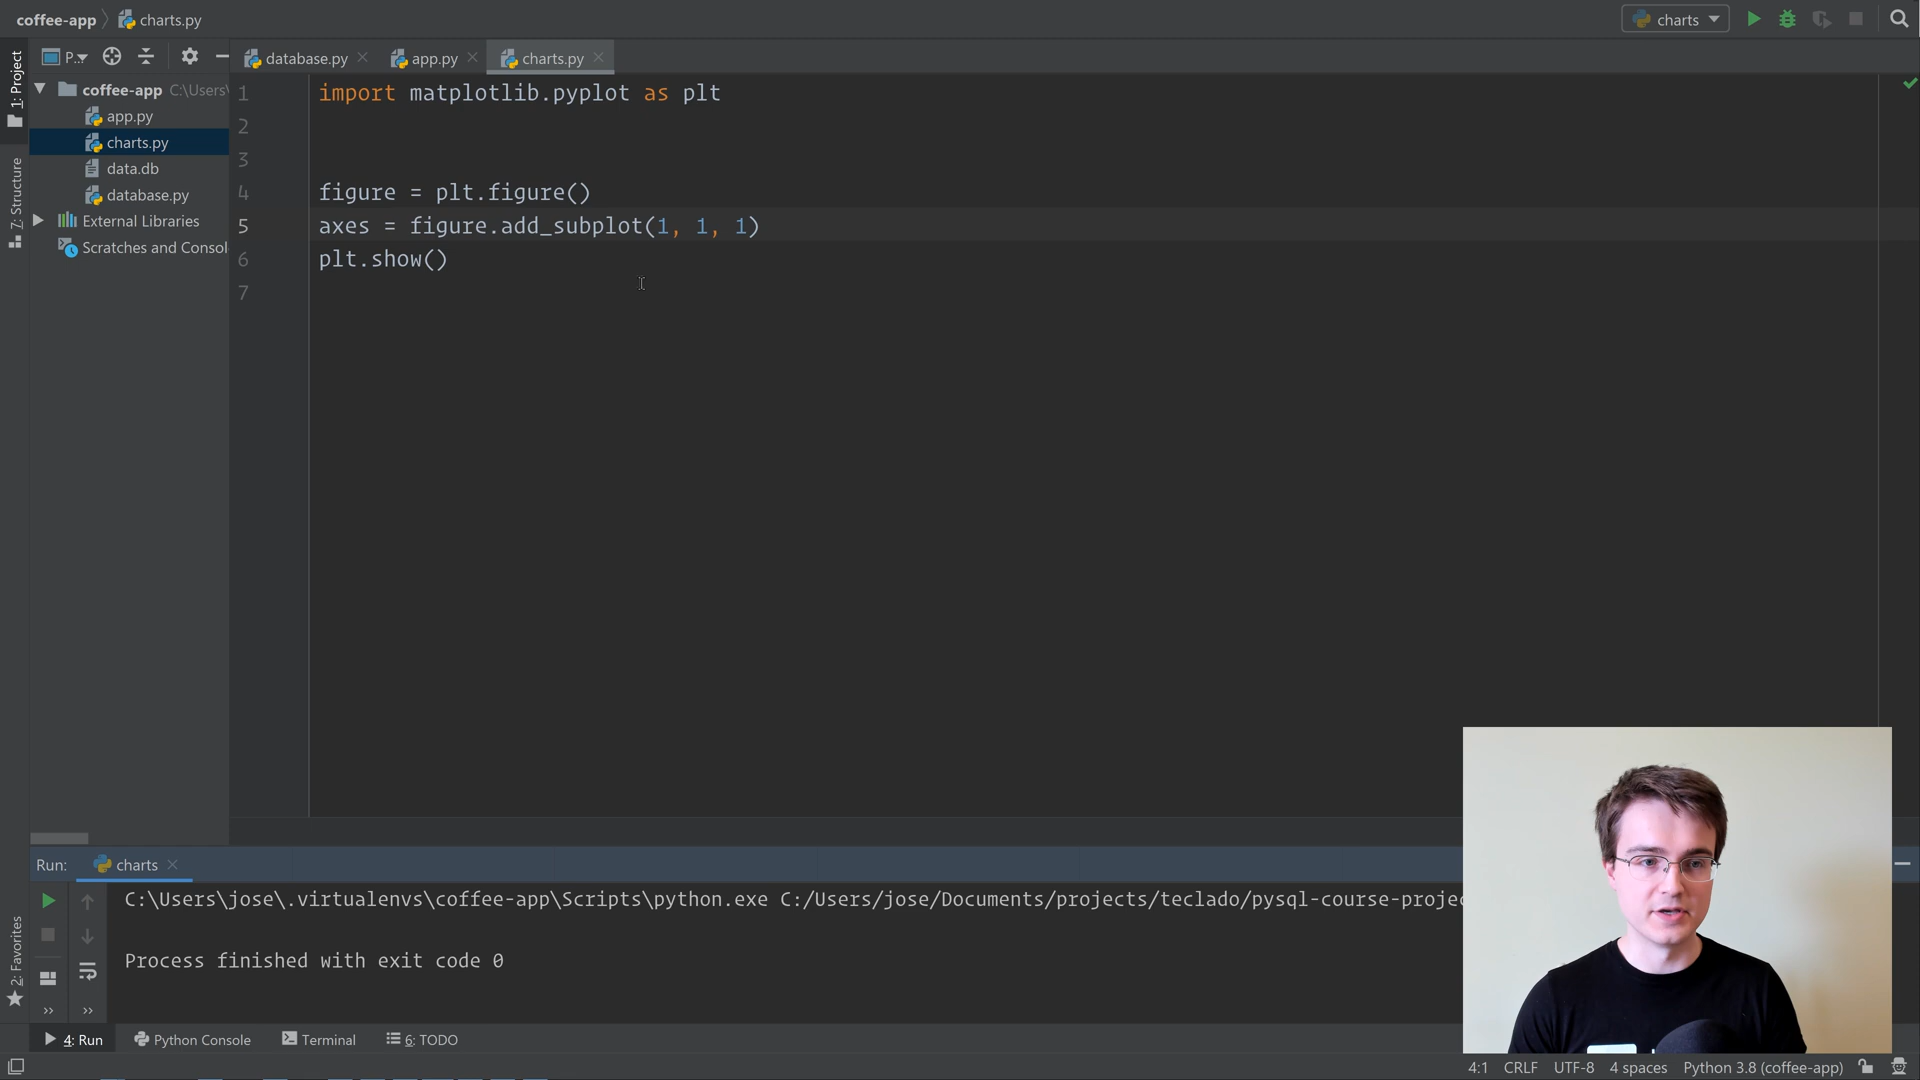 coffee-app
charts.py
charts
P..
database.py
app.py
charts.py
1: Project
coffee-app C:\Users\
app.py
charts.py
data.db
database.py
External Libraries
Scratches and Consol
7: Structure
2: Favorites
1 import matplotlib.pyplot as plt
2
3
4 figure = plt.figure()
5 axes = figure.add_subplot(1, 1, 1)
6 plt.show()
7
Run: charts
C:\Users\jose\.virtualenvs\coffee-app\Scripts\python.exe C:/Users/jose/Documents/projects/teclado/pysql-course-projec
Process finished with exit code 0
4: Run
Python Console
Terminal
6: TODO
4:1 CRLF UTF-8 4 spaces Python 3.8 (coffee-app)